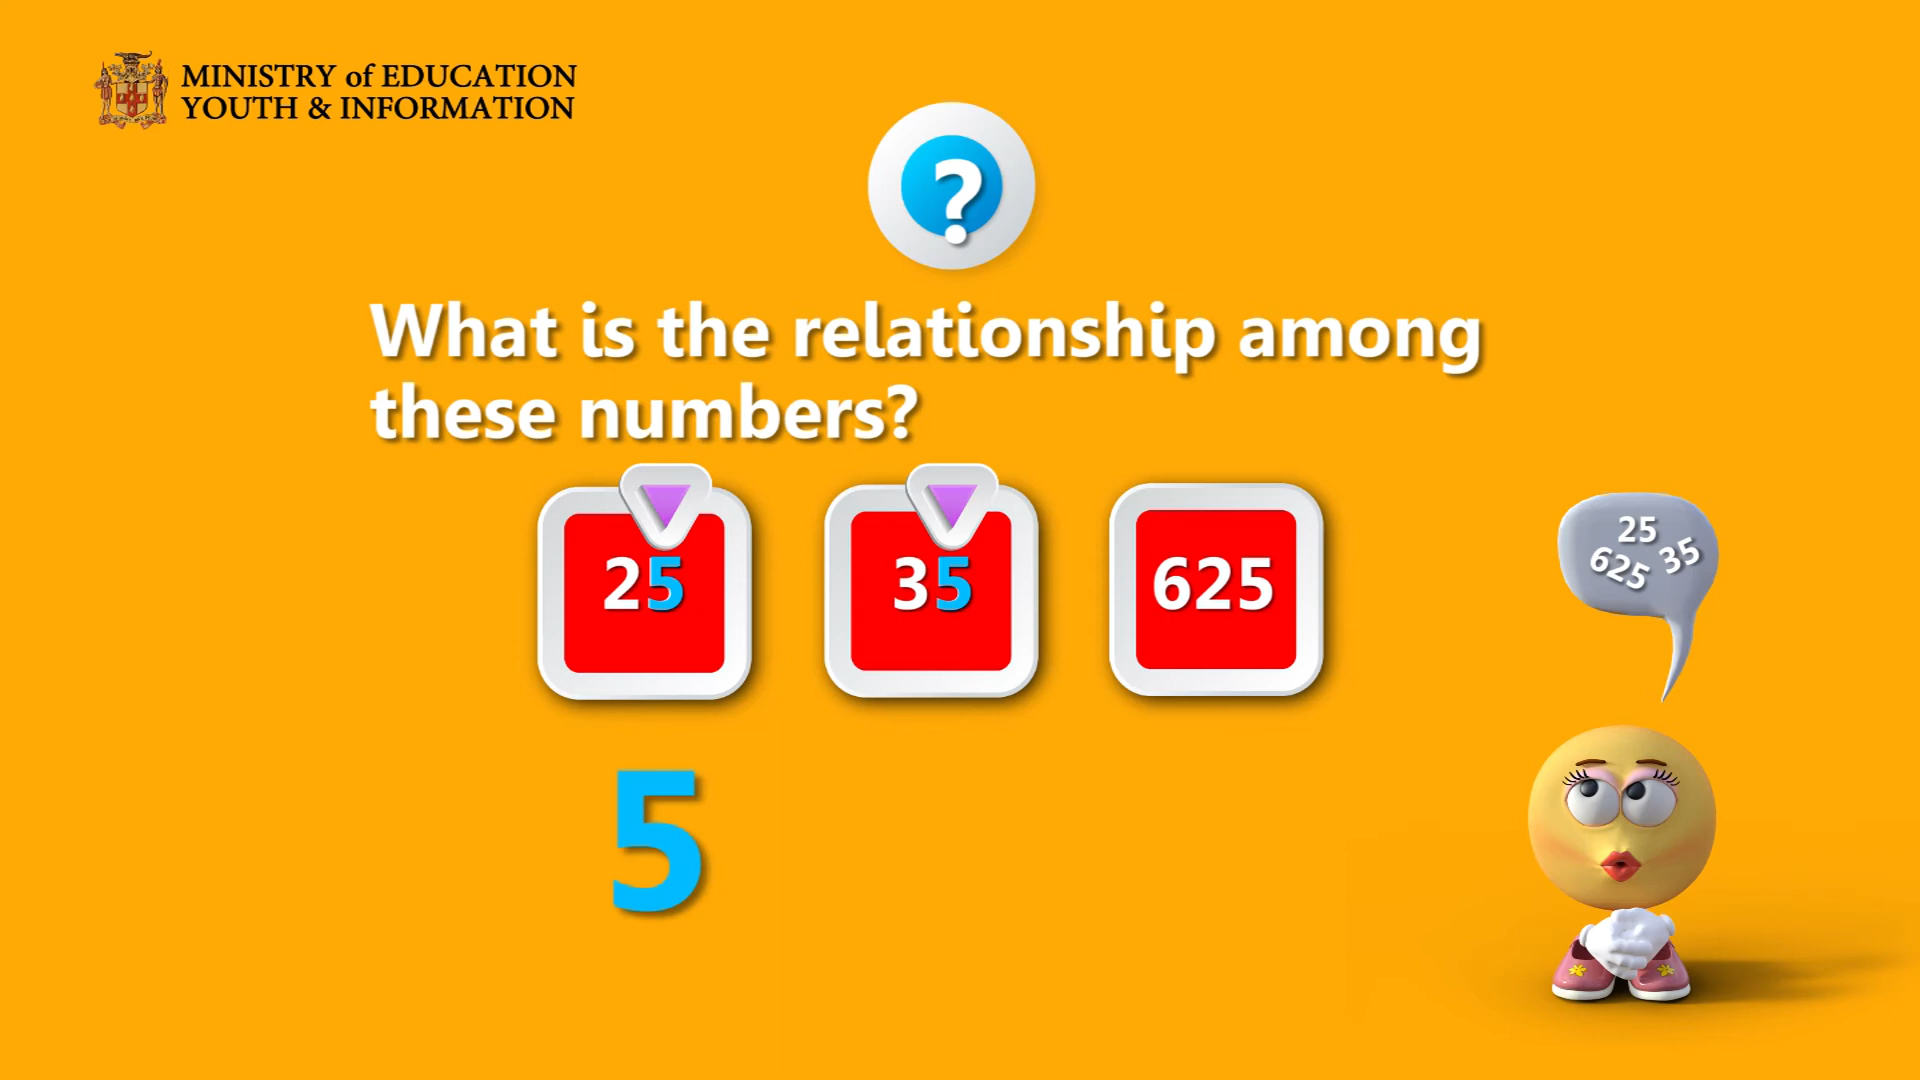 MINISTRY of EDUCATION
YOUTH & INFORMATION
?
What is the relationship among
these numbers?
25 35 625
25
625 35
5